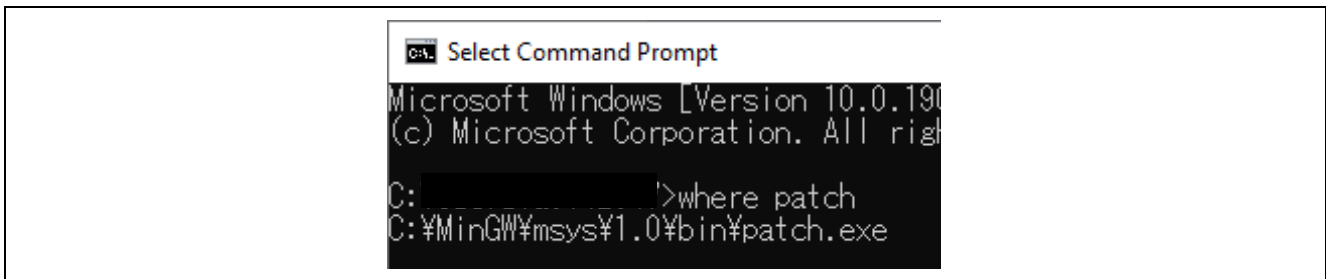 Select Command Prompt
Microsoft Windows [Version 10.0.190
(c) Microsoft Corporation. All righ
C: >where patch
C:¥MinGW¥msys¥1.0¥bin¥patch.exe